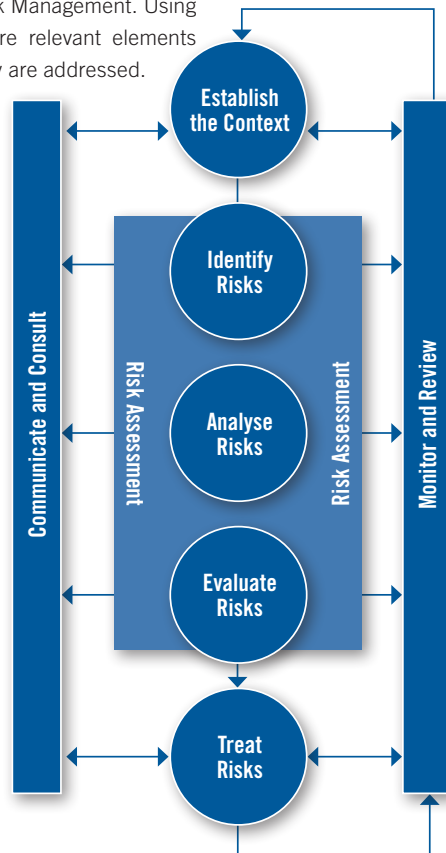 k Management. Using
re relevant elements
y are addressed.
Establish
the Context
Communicate and Consult
Risk Assessment
Identify
Risks
Analyse
Risks
Evaluate
Risks
Risk Assessment
Monitor and Review
Treat
Risks